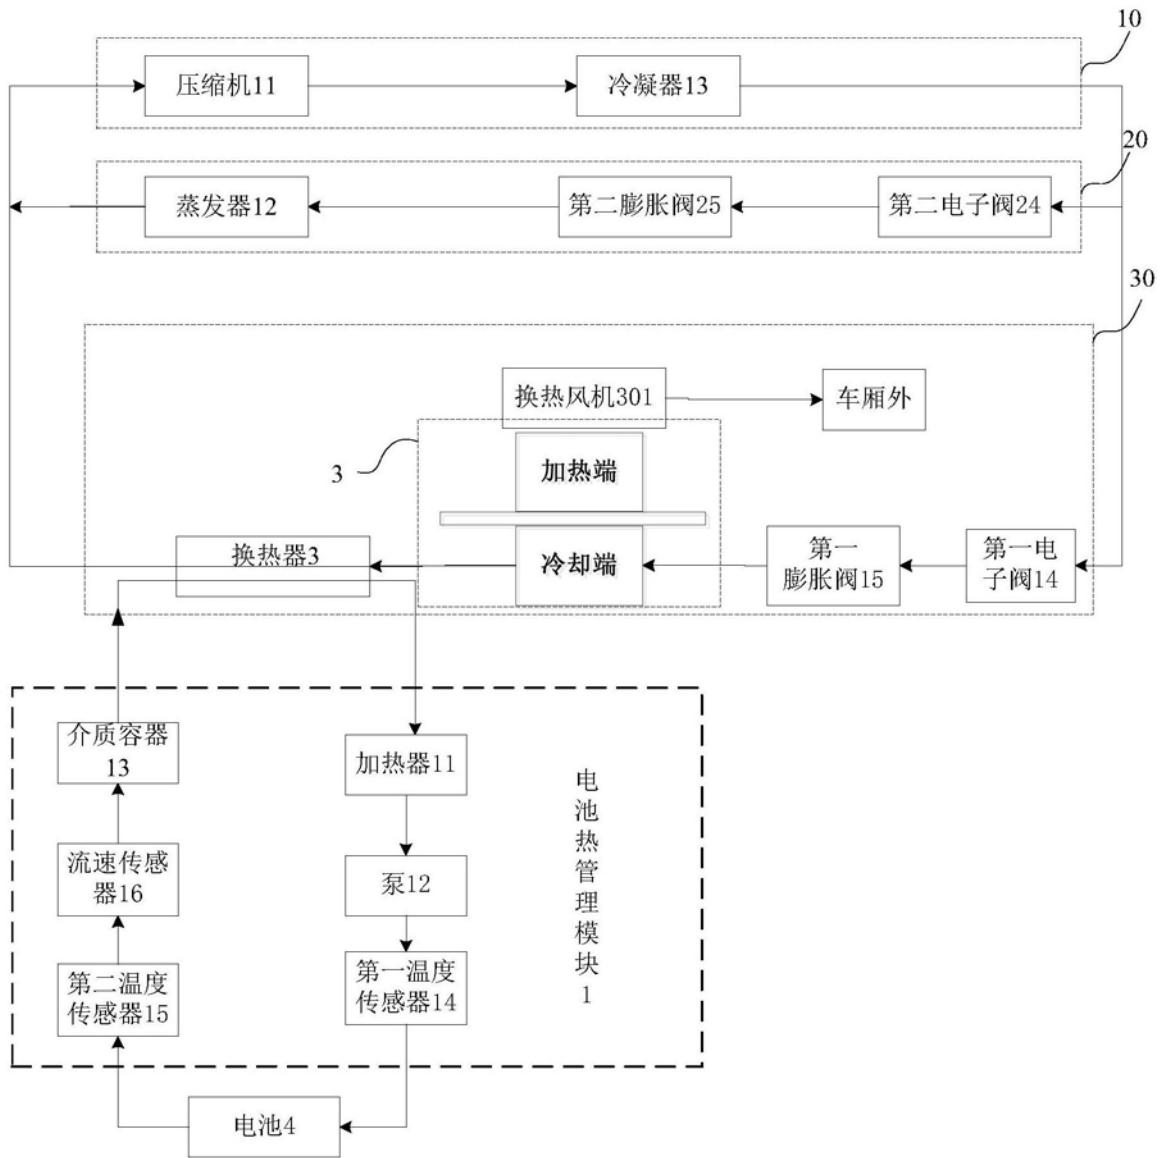 10
压缩机11
冷凝器13
20
蒸发器12
第二膨胀阀25
第二电子阀24
30
换热风机301
车厢外
3
加热端
换热器3
冷却端
第一
膨胀阀15
第一电
子阀14
介质容器
13
加热器11
流速传感
器16
泵12
第二温度
传感器15
第一温度
传感器14
电
池
热
管
理
模
块
1
电池4